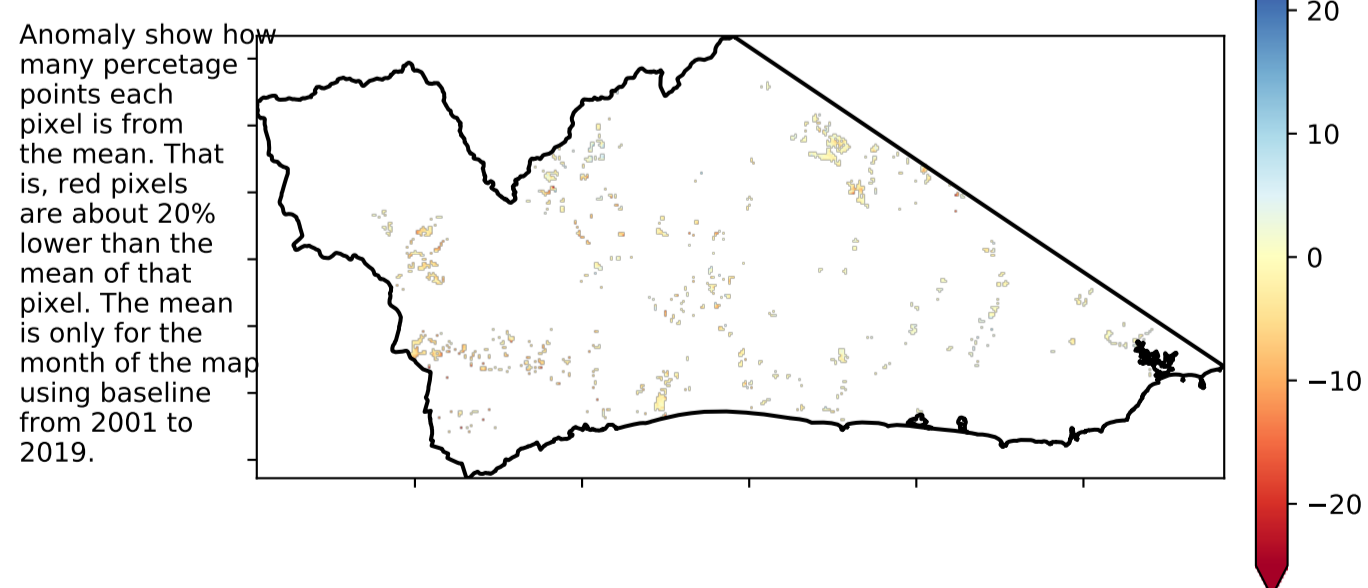 Anomaly show how
many percetage
points each
pixel is from
the mean. That
is, red pixels
are about 20%
lower than the
mean of that
pixel. The mean
is only for the
month of the map
using baseline
from 2001 to
2019.
20
10
0
−10
−20